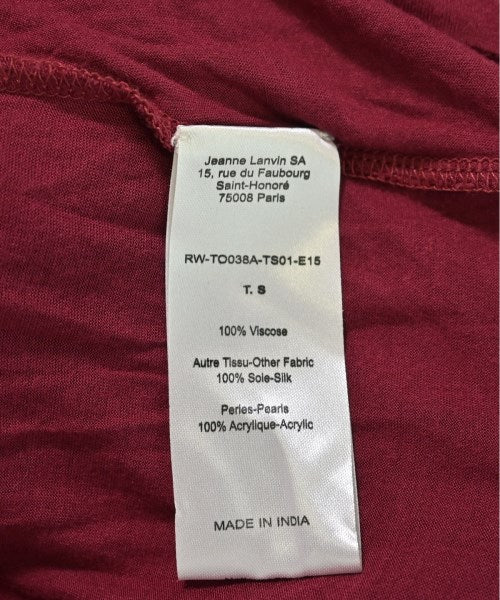 Jeanne Lanvin SA
15, rue du Faubourg
Saint-Honoré
75008 Paris
RW-TO038A-TS01-E15
T. S
100% Viscose
Autre Tissu-Other Fabric
100% Soie-Silk
Perles-Pearls
100% Acrylique-Acrylic
MADE IN INDIA